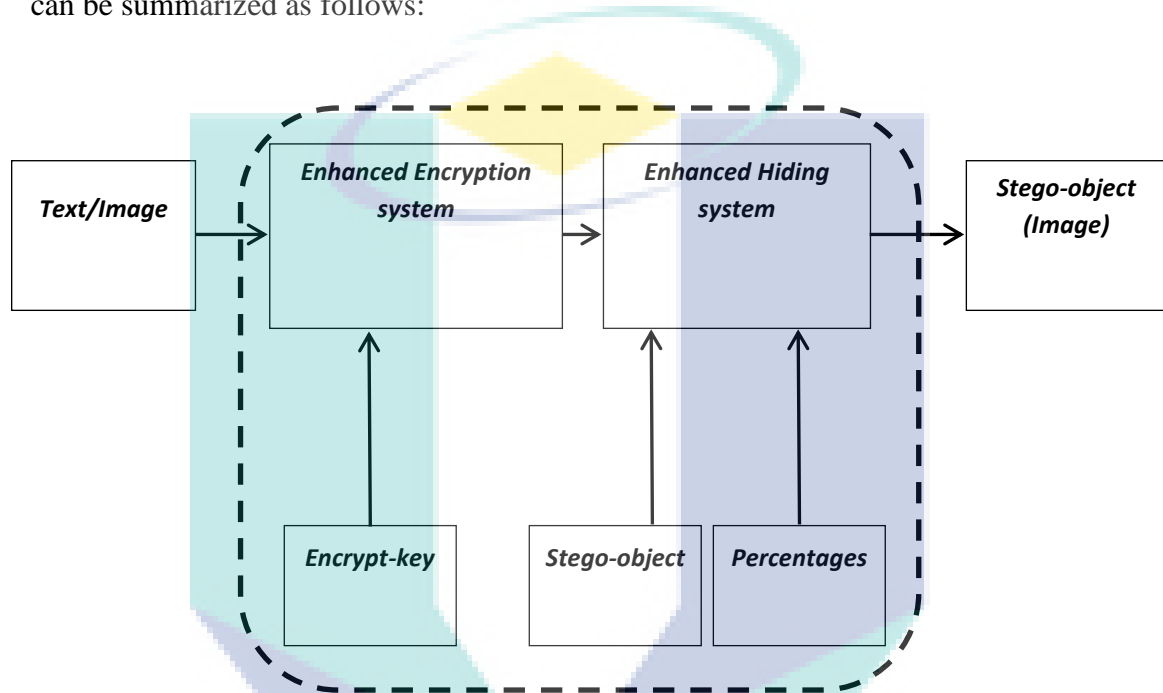 can be summarized as follows:
Text/Image
Enhanced Encryption
system
Enhanced Hiding
system
Stego-object
(Image)
Encrypt-key
Stego-object
Percentages